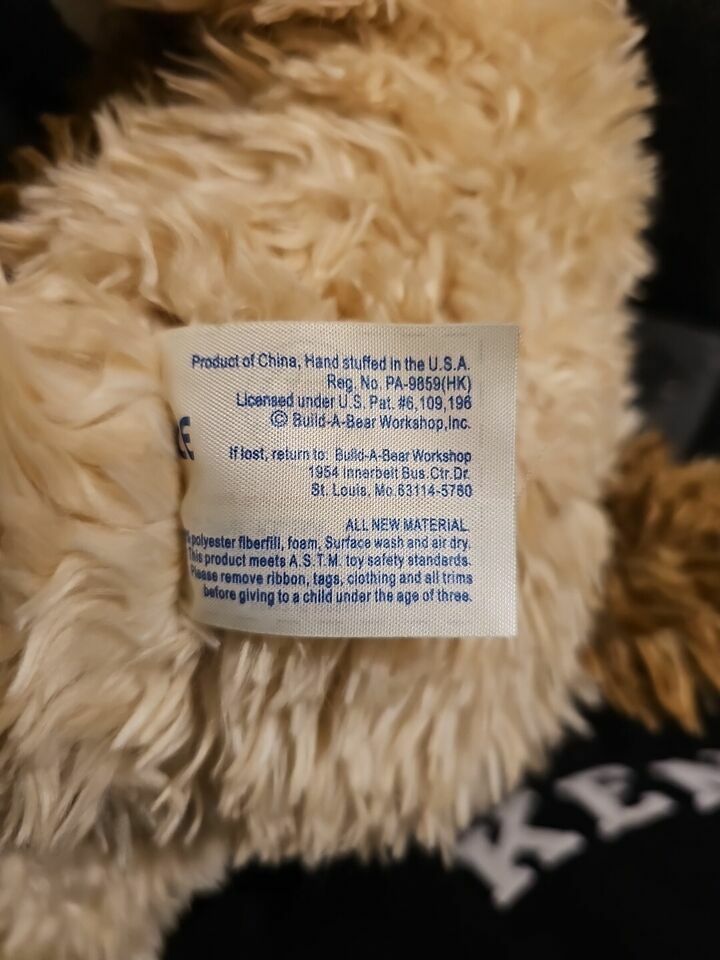 Product of China, Hand stuffed in the U.S.A.
Reg. No. PA-9859(HK)
Licensed under U.S. Pat. #6,109,196
© Build-A-Bear Workshop,Inc.
CE
If lost, return to: Build-A-Bear Workshop
1954 Innerbelt Bus.Ctr.Dr.
St. Louis, Mo.63114-5760
ALL NEW MATERIAL
% polyester fiberfill, foam, Surface wash and air dry.
This product meets A.S.T.M. toy safety standards.
Please remove ribbon, tags, clothing and all trims
before giving to a child under the age of three.
KEN